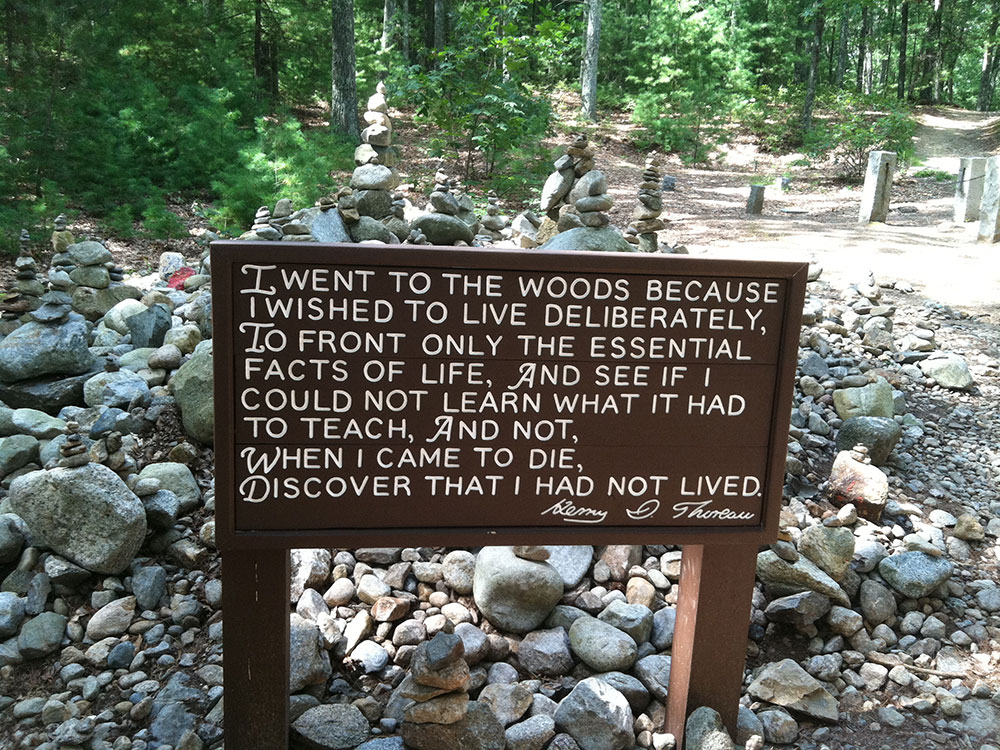 I WENT TO THE WOODS BECAUSE
I WISHED TO LIVE DELIBERATELY,
TO FRONT ONLY THE ESSENTIAL
FACTS OF LIFE, AND SEE IF I
COULD NOT LEARN WHAT IT HAD
TO TEACH, AND NOT,
WHEN I CAME TO DIE,
DISCOVER THAT I HAD NOT LIVED.
Henry D Thoreau